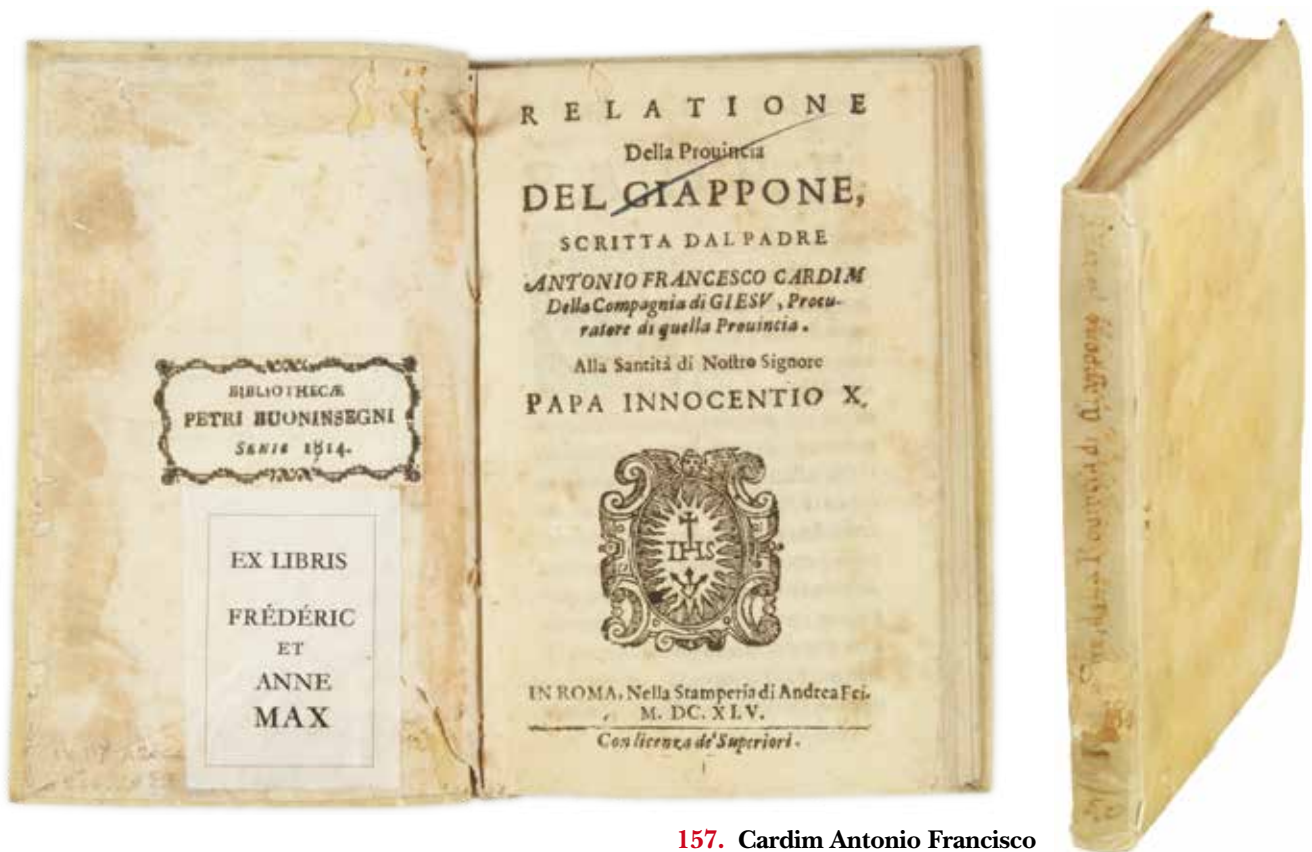 BIBLIOTHECÆ
PETRI BUONINSEGNI
SENIS 1814.
EX LIBRIS
FRÉDÉRIC
ET
ANNE
MAX
RELATIONE
Della Prouincia
DEL GIAPPONE,
SCRITTA DAL PADRE
ANTONIO FRANCESCO CARDIM
Della Compagnia di GIESV, Procu-
ratore di quella Prouincia.
Alla Santità di Nostro Signore
PAPA INNOCENTIO X.
IHS
IN ROMA, Nella Stamperia di Andrea Fei.
M. DC. XLV.
Con licenza de' Superiori.
Prouincia di Giappone
157. Cardim Antonio Francisco